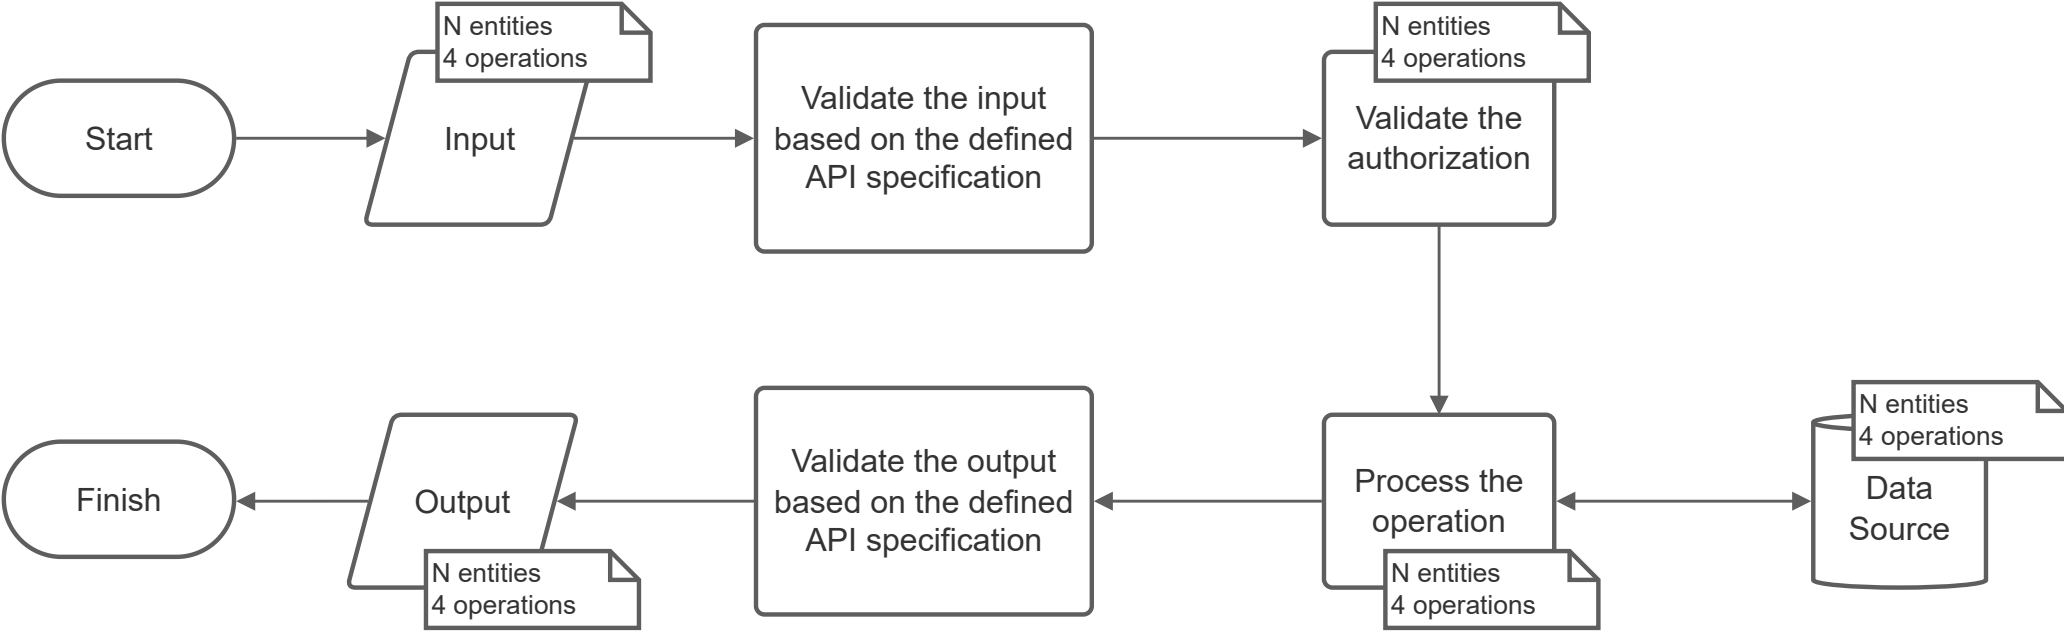 Start
N entities
4 operations
Input
Validate the input
based on the defined
API specification
N entities
4 operations
Validate the
authorization
Finish
Output
N entities
4 operations
Validate the output
based on the defined
API specification
Process the
operation
N entities
4 operations
N entities
4 operations
Data
Source